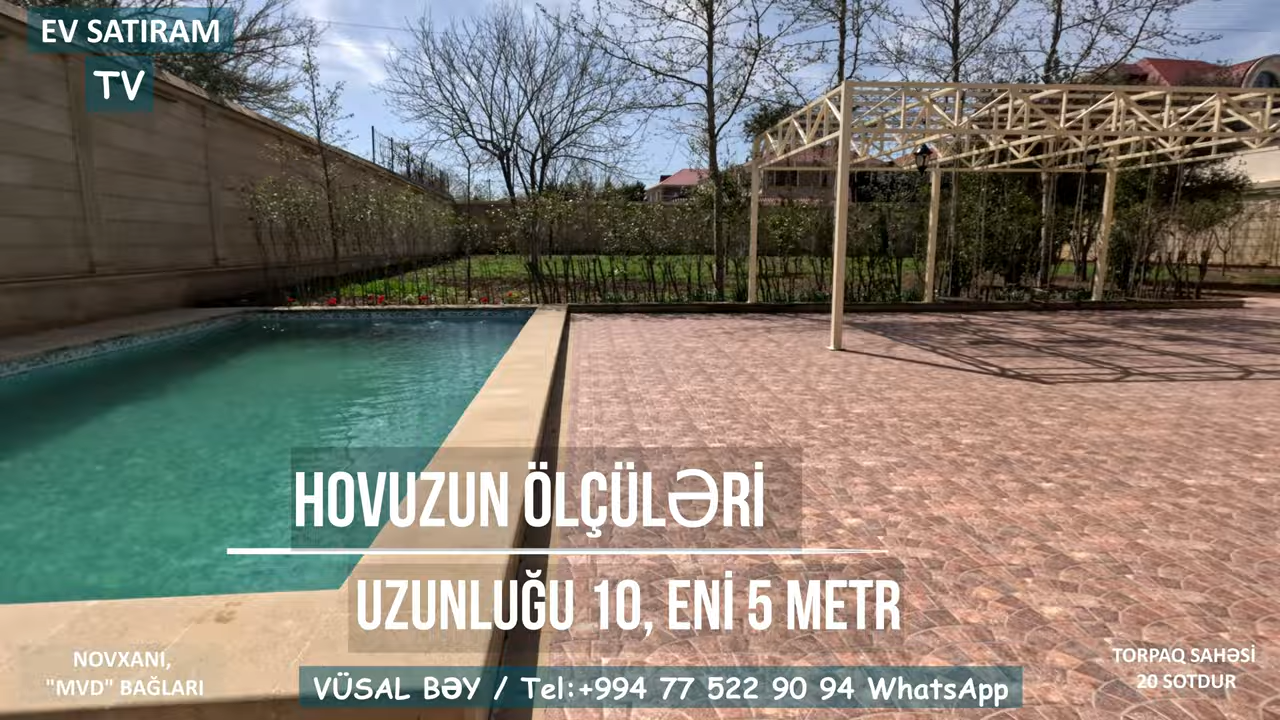 EV SATIRAM
TV
HOVUZUN ÖLÇÜLƏRİ
UZUNLUĞU 10, ENİ 5 METR
NOVXANI,
"MVD" BAĞLARI
VÜSAL BƏY / Tel:+994 77 522 90 94 WhatsApp
TORPAQ SAHƏSİ
20 SOTDUR